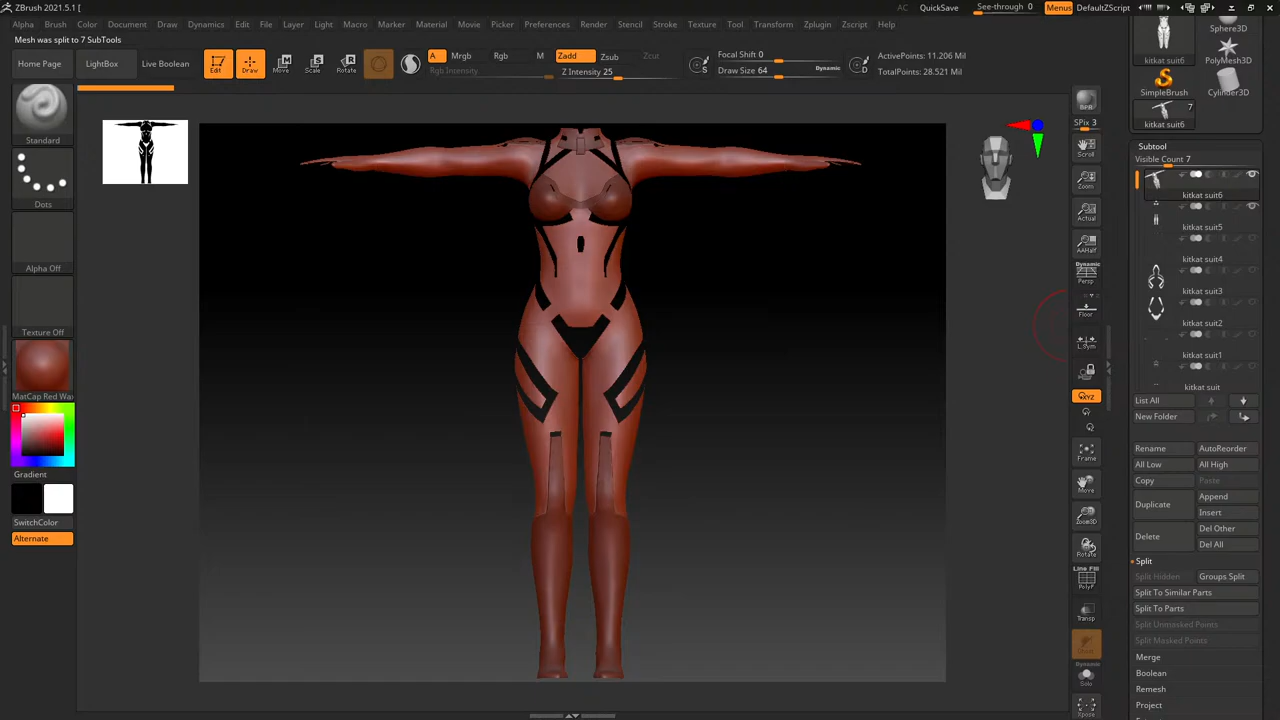 ZBrush 2021.5.1 [
AC QuickSave See-through 0 Menus DefaultZScript
Alpha Brush Color Document Draw Dynamics Edit File Layer Light Macro Marker Material Movie Picker Preferences Render Stencil Stroke Texture Tool Transform Zplugin Zscript Help
Mesh was split to 7 SubTools
Home Page LightBox Live Boolean
Edit Draw Move Scale Rotate
A Mrgb Rgb M Zadd Zsub Zcut
Rgb Intensity Z Intensity 25
S Focal Shift 0
Draw Size 64 Dynamic D
ActivePoints: 11.206 Mil
TotalPoints: 28.521 Mil
Standard
Dots
Alpha Off
Texture Off
MatCap Red Wa
Gradient
SwitchColor
Alternate
BPR
SPix 3
Scroll
Zoom
Actual
AAHalf
Dynamic
Persp
Floor
L.Sym
XYZ
Frame
Move
Zoom3D
Rotate
Line Fill
PolyF
Transp
Dynamic
Solo
Xpose
Sphere3D
kitkat suit6 PolyMesh3D
SimpleBrush Cylinder3D
7
kitkat suit6
Subtool
Visible Count 7
kitkat suit6
kitkat suit5
kitkat suit4
kitkat suit3
kitkat suit2
kitkat suit1
kitkat suit
List All
New Folder
Rename AutoReorder
All Low All High
Copy Paste
Duplicate Append
Insert
Delete Del Other
Del All
Split
Split Hidden Groups Split
Split To Similar Parts
Split To Parts
Split Unmasked Points
Split Masked Points
Merge
Boolean
Remesh
Project